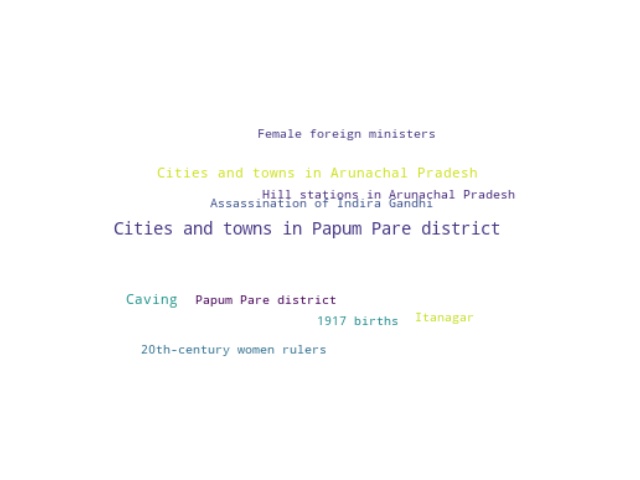 Female foreign ministers
Cities and towns in Arunachal Pradesh
Hill stations in Arunachal Pradesh
Assassination of Indira Gandhi
Cities and towns in Papum Pare district
Caving
Papum Pare district
1917 births
Itanagar
20th-century women rulers